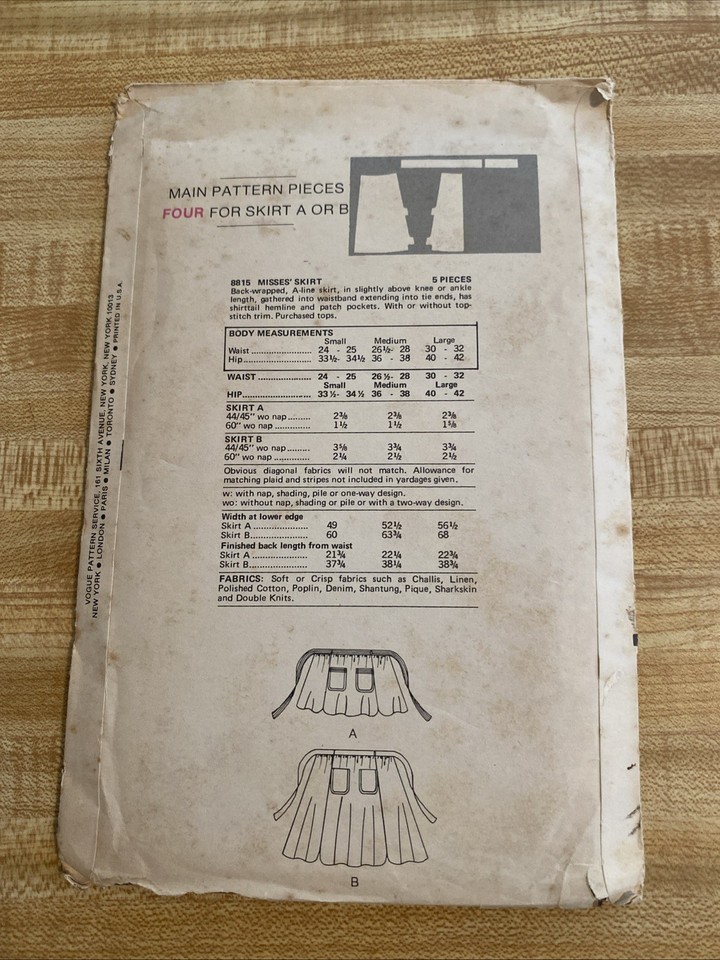 MAIN PATTERN PIECES
FOUR FOR SKIRT A OR B
8815 MISSES' SKIRT 5 PIECES
Back-wrapped, A-line skirt, in slightly above knee or ankle
length, gathered into waistband extending into tie ends, has
shirttail hemline and patch pockets. With or without top-
stitch trim. Purchased tops.
BODY MEASUREMENTS
Small Medium Large
Waist ...................... 24 - 25 26½- 28 30 - 32
Hip........................ 33½- 34½ 36 - 38 40 - 42
WAIST ..................... 24 - 25 26½- 28 30 - 32
Small Medium Large
HIP.......................... 33½- 34½ 36 - 38 40 - 42
SKIRT A
44/45" wo nap......... 2⅜ 2⅜ 2⅜
60" wo nap.............. 1½ 1½ 1⅝
SKIRT B
44/45" wo nap......... 3⅝ 3¾ 3¾
60" wo nap.............. 2¼ 2½ 2½
Obvious diagonal fabrics will not match. Allowance for
matching plaid and stripes not included in yardages given.
w: with nap, shading, pile or one-way design.
wo: without nap, shading or pile or with a two-way design.
Width at lower edge
Skirt A ...................... 49 52½ 56½
Skirt B....................... 60 63¾ 68
Finished back length from waist
Skirt A ...................... 21¾ 22¼ 22¾
Skirt B....................... 37¾ 38¼ 38¾
FABRICS: Soft or Crisp fabrics such as Challis, Linen,
Polished Cotton, Poplin, Denim, Shantung, Pique, Sharkskin
and Double Knits.
A
B
VOGUE PATTERN SERVICE, 161 SIXTH AVENUE, NEW YORK, NEW YORK 10013
NEW YORK ● LONDON ● PARIS ● MILAN ● TORONTO ● SYDNEY ● PRINTED IN U.S.A.